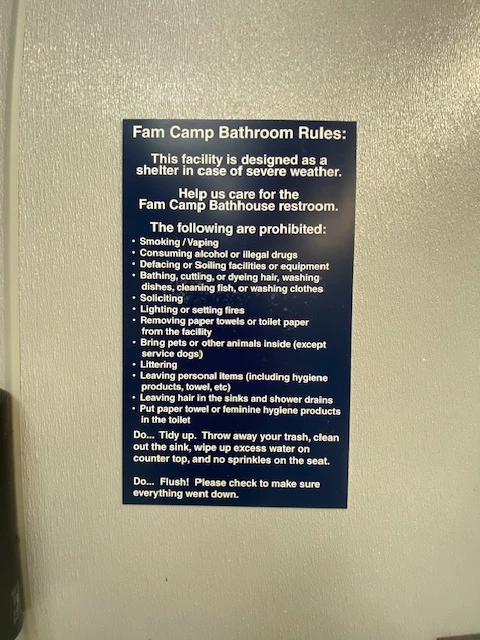 Fam Camp Bathroom Rules:
This facility is designed as a
shelter in case of severe weather.
Help us care for the
Fam Camp Bathhouse restroom.
The following are prohibited:
• Smoking / Vaping
• Consuming alcohol or illegal drugs
• Defacing or Soiling facilities or equipment
• Bathing, cutting, or dyeing hair, washing
dishes, cleaning fish, or washing clothes
• Soliciting
• Lighting or setting fires
• Removing paper towels or toilet paper
from the facility
• Bring pets or other animals inside (except
service dogs)
• Littering
• Leaving personal items (including hygiene
products, towel, etc)
• Leaving hair in the sinks and shower drains
• Put paper towel or feminine hygiene products
in the toilet
Do... Tidy up. Throw away your trash, clean
out the sink, wipe up excess water on
counter top, and no sprinkles on the seat.
Do... Flush! Please check to make sure
everything went down.